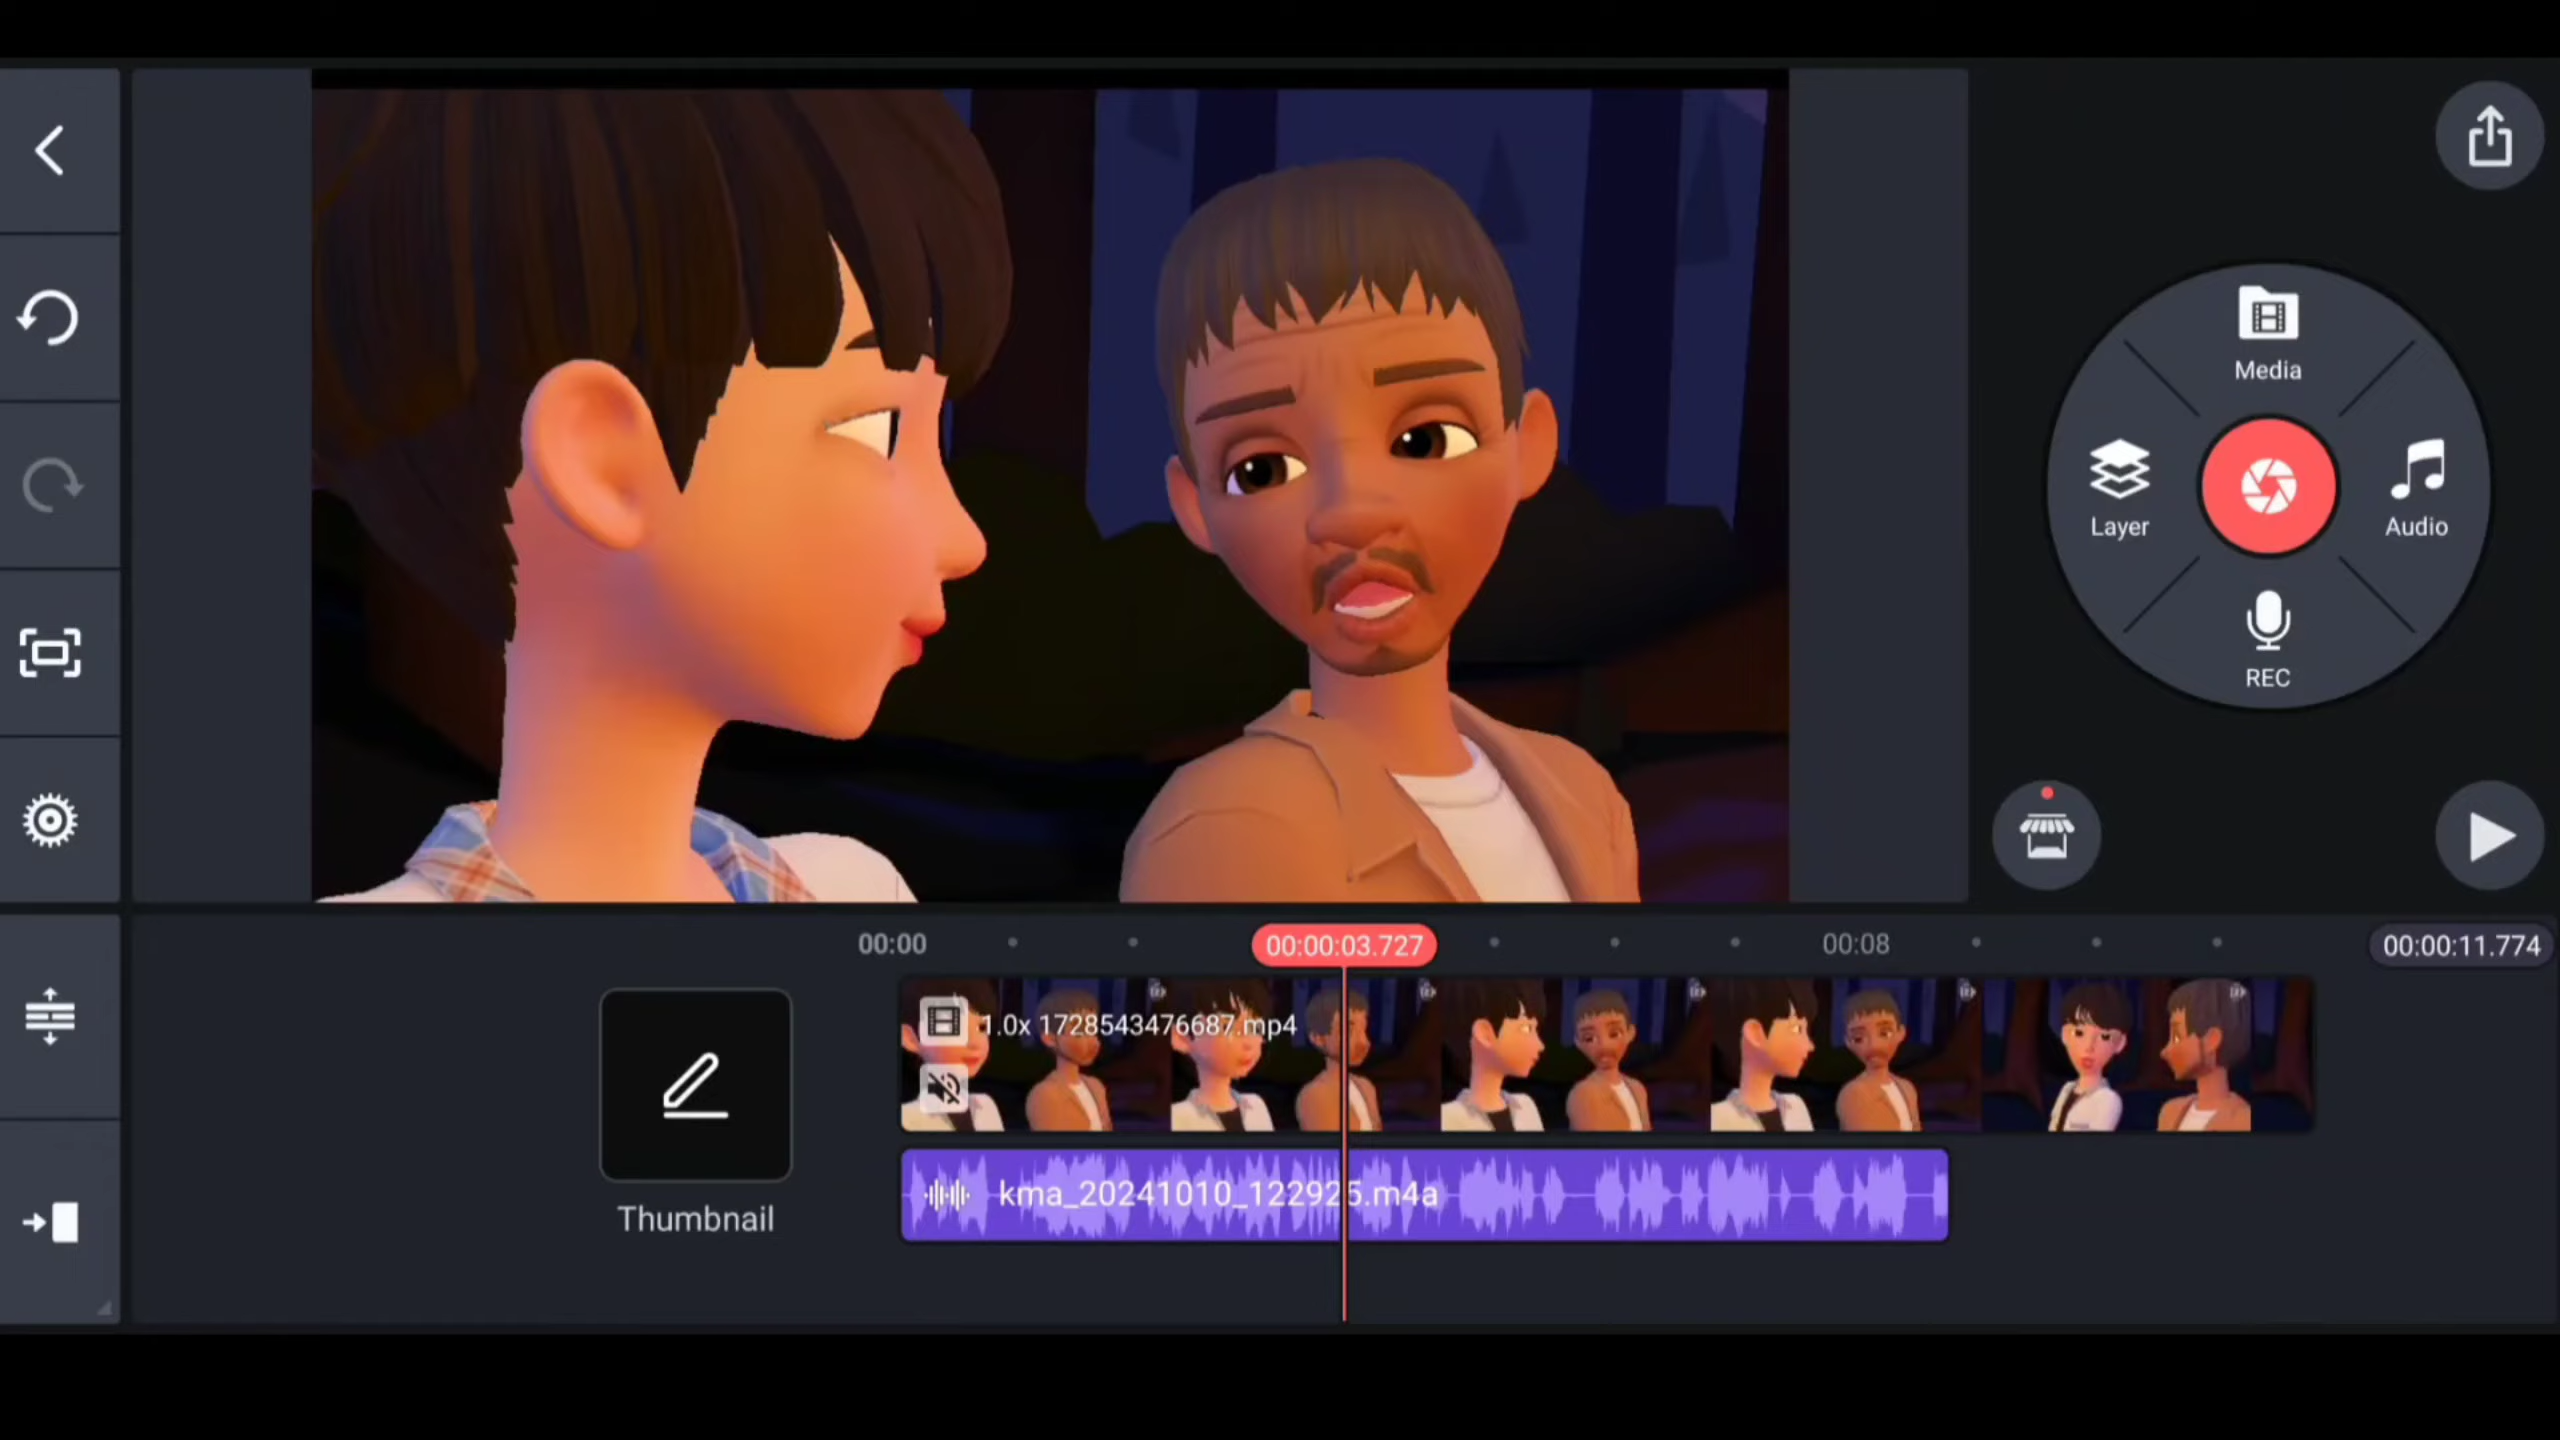 Media
Layer
Audio
REC
00:00
00:00:03.727
00:08
00:00:11.774
1.0x 1728543476687.mp4
kma_20241010_122925.m4a
Thumbnail